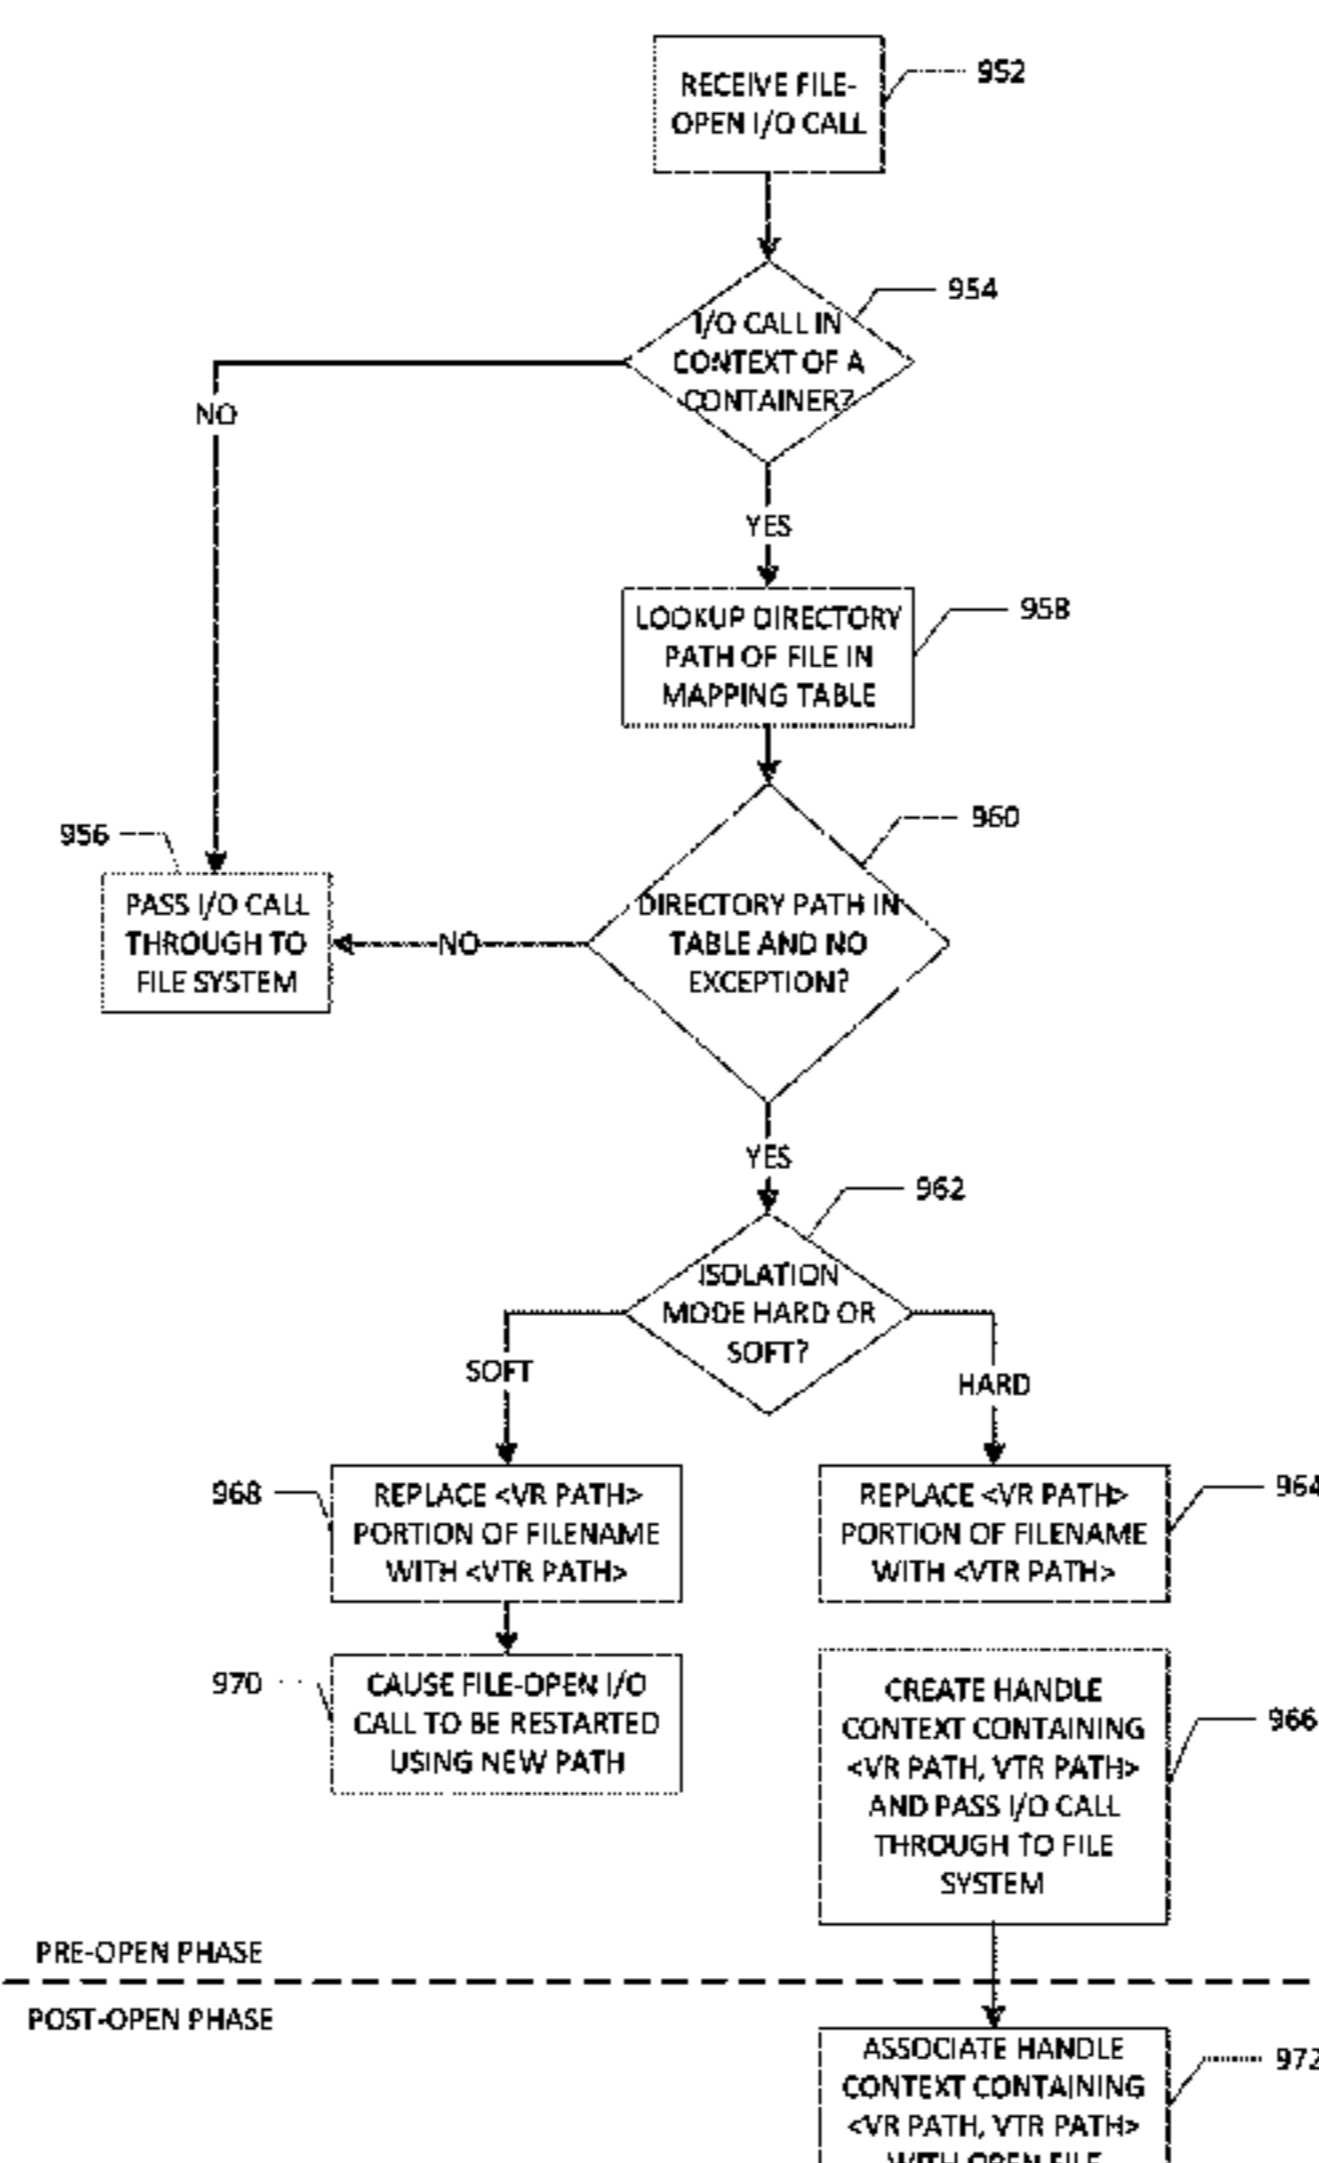 RECEIVE FILE-
OPEN I/O CALL
952
I/O CALL IN
CONTEXT OF A
CONTAINER?
954
NO
YES
LOOKUP DIRECTORY
PATH OF FILE IN
MAPPING TABLE
958
956
PASS I/O CALL
THROUGH TO
FILE SYSTEM
NO
DIRECTORY PATH IN
TABLE AND NO
EXCEPTION?
960
YES
962
ISOLATION
MODE HARD OR
SOFT?
SOFT
HARD
968
REPLACE <VR PATH>
PORTION OF FILENAME
WITH <VTR PATH>
REPLACE <VR PATH>
PORTION OF FILENAME
WITH <VTR PATH>
964
970
CAUSE FILE-OPEN I/O
CALL TO BE RESTARTED
USING NEW PATH
CREATE HANDLE
CONTEXT CONTAINING
<VR PATH, VTR PATH>
AND PASS I/O CALL
THROUGH TO FILE
SYSTEM
966
PRE-OPEN PHASE
POST-OPEN PHASE
ASSOCIATE HANDLE
CONTEXT CONTAINING
<VR PATH, VTR PATH>
WITH OPEN FILE
972